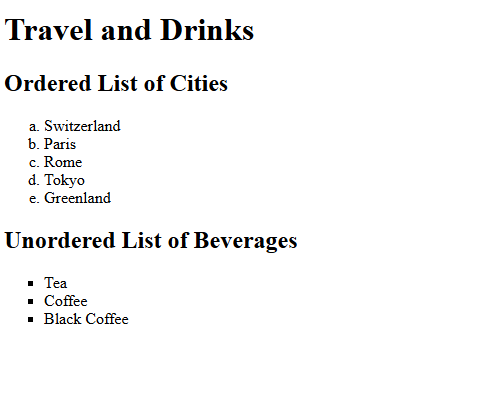 Travel and Drinks
Ordered List of Cities
a. Switzerland
b. Paris
c. Rome
d. Tokyo
e. Greenland
Unordered List of Beverages
▪ Tea
▪ Coffee
▪ Black Coffee